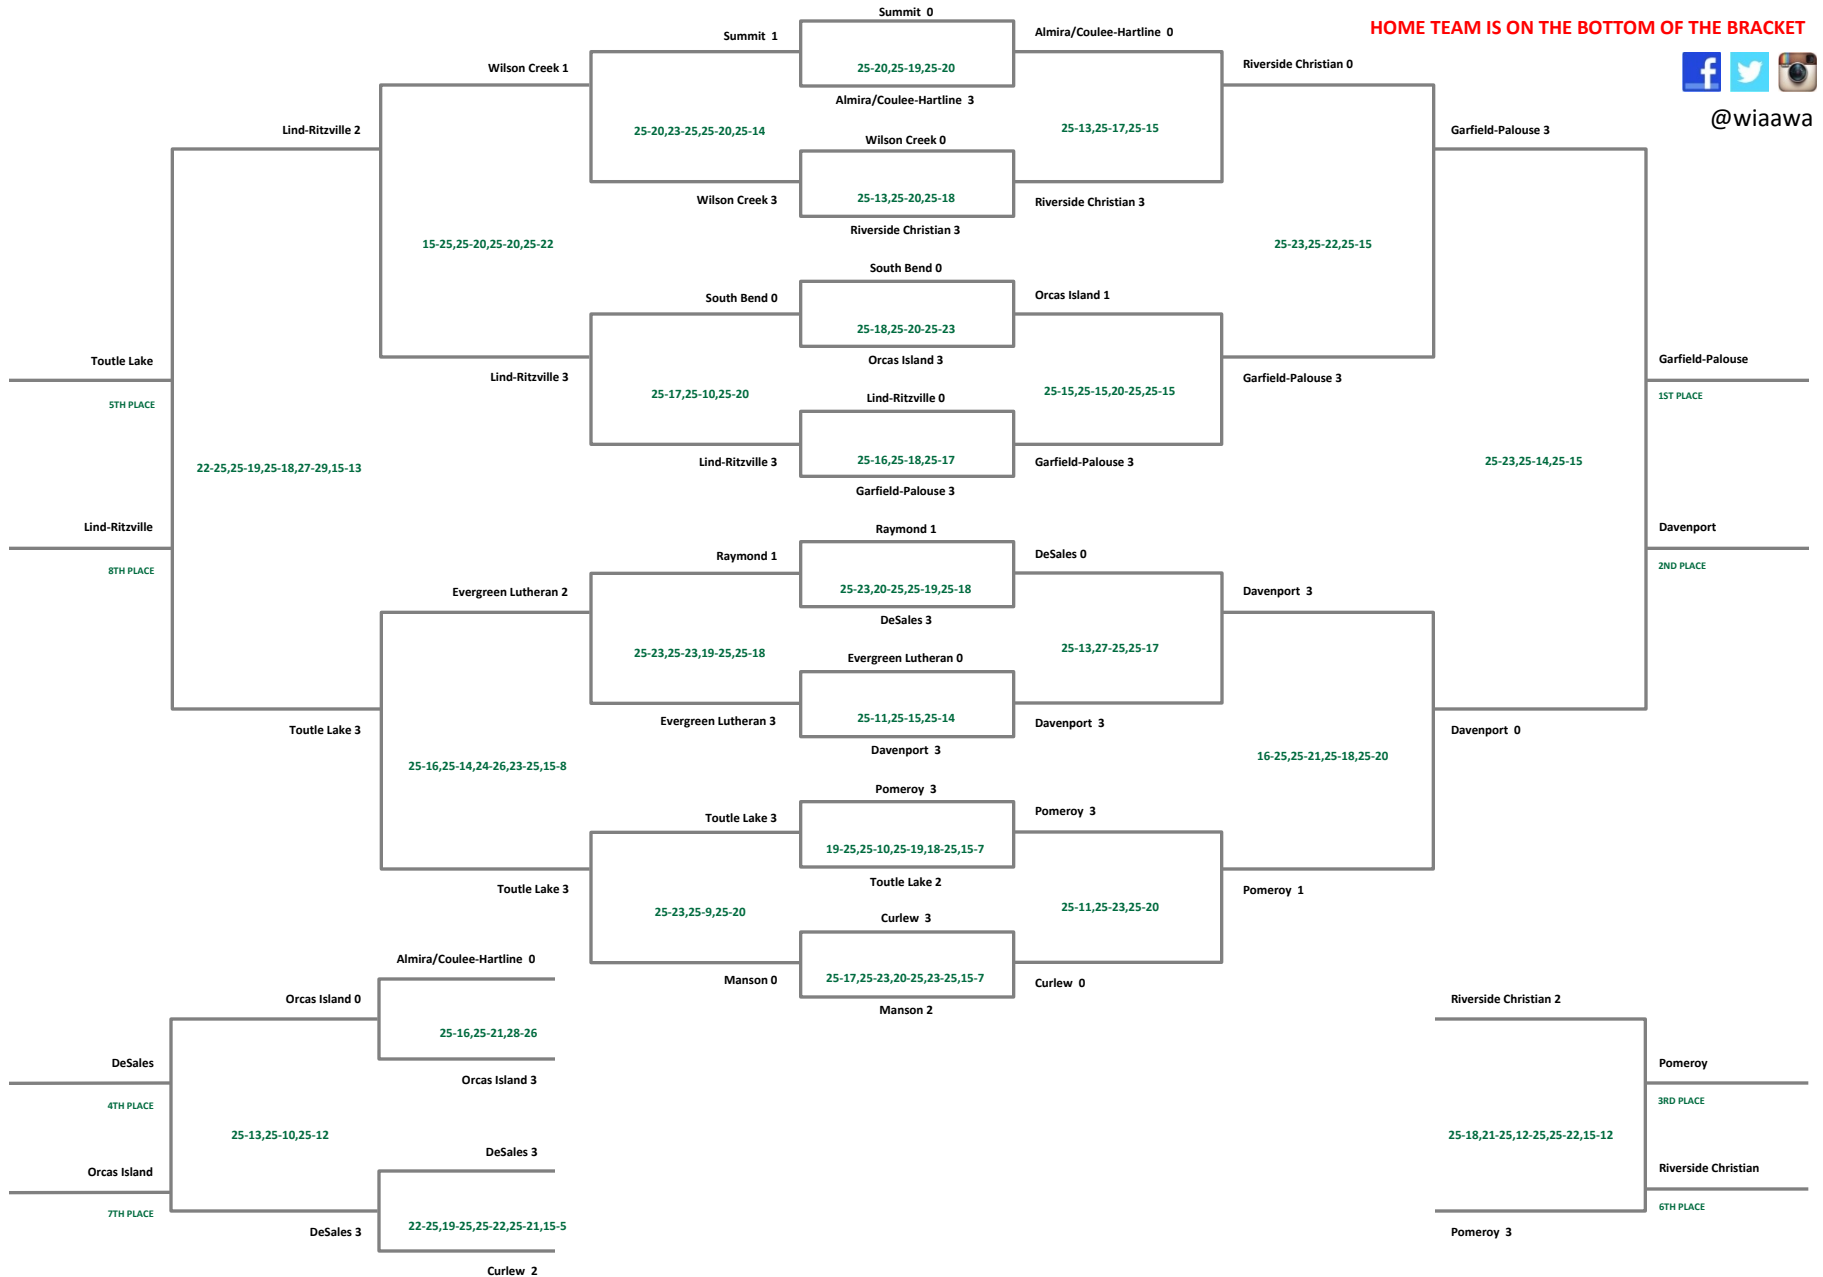 HOME TEAM IS ON THE BOTTOM OF THE BRACKET
@wiaawa
Summit  0
25-20,25-19,25-20
Almira/Coulee-Hartline  3
Wilson Creek 0
25-13,25-20,25-18
Riverside Christian 3
South Bend 0
25-18,25-20-25-23
Orcas Island 3
Lind-Ritzville 0
25-16,25-18,25-17
Garfield-Palouse 3
Raymond 1
25-23,20-25,25-19,25-18
DeSales 3
Evergreen Lutheran 0
25-11,25-15,25-14
Davenport  3
Pomeroy  3
19-25,25-10,25-19,18-25,15-7
Toutle Lake 2
Curlew  3
25-17,25-23,20-25,23-25,15-7
Manson 2
Summit  1
25-20,23-25,25-20,25-14
Wilson Creek 3
South Bend 0
25-17,25-10,25-20
Lind-Ritzville 3
Raymond 1
25-23,25-23,19-25,25-18
Evergreen Lutheran 3
Toutle Lake 3
25-23,25-9,25-20
Manson 0
Wilson Creek 1
15-25,25-20,25-20,25-22
Lind-Ritzville 3
Evergreen Lutheran 2
25-16,25-14,24-26,23-25,15-8
Toutle Lake 3
Lind-Ritzville 2
22-25,25-19,25-18,27-29,15-13
Toutle Lake 3
Toutle Lake
5TH PLACE
Lind-Ritzville
8TH PLACE
Almira/Coulee-Hartline  0
25-13,25-17,25-15
Riverside Christian 3
Orcas Island 1
25-15,25-15,20-25,25-15
Garfield-Palouse 3
DeSales 0
25-13,27-25,25-17
Davenport  3
Pomeroy  3
25-11,25-23,25-20
Curlew  0
Riverside Christian 0
25-23,25-22,25-15
Garfield-Palouse 3
Davenport  3
16-25,25-21,25-18,25-20
Pomeroy  1
Garfield-Palouse 3
25-23,25-14,25-15
Davenport  0
Garfield-Palouse
1ST PLACE
Davenport
2ND PLACE
Almira/Coulee-Hartline  0
25-16,25-21,28-26
Orcas Island 3
DeSales 3
22-25,19-25,25-22,25-21,15-5
Curlew  2
Orcas Island 0
25-13,25-10,25-12
DeSales 3
DeSales
4TH PLACE
Orcas Island
7TH PLACE
Riverside Christian 2
25-18,21-25,12-25,25-22,15-12
Pomeroy  3
Pomeroy
3RD PLACE
Riverside Christian
6TH PLACE